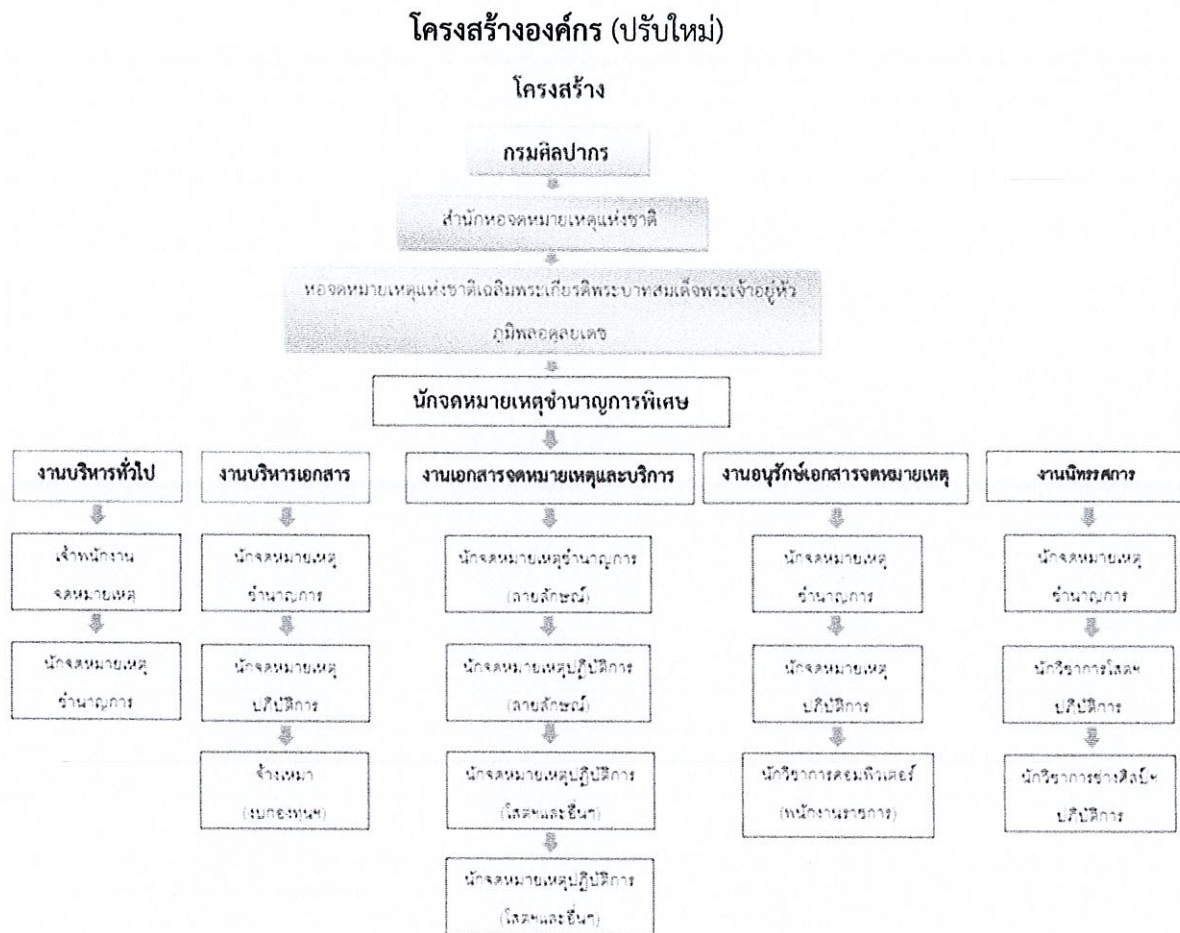 โครงสร้างองค์กร (ปรับใหม่)
โครงสร้าง
กรมศิลปากร
สำนักหอจดหมายเหตุแห่งชาติ
หอจดหมายเหตุแห่งชาติเฉลิมพระเกียรติพระบาทสมเด็จพระเจ้าอยู่หัว
ภูมิพลอดุลยเดช
นักจดหมายเหตุชำนาญการพิเศษ
งานบริหารทั่วไป
เจ้าพนักงาน
จดหมายเหตุ
นักจดหมายเหตุ
ชำนาญการ
งานบริหารเอกสาร
นักจดหมายเหตุ
ชำนาญการ
นักจดหมายเหตุ
ปฏิบัติการ
จ้างเหมา
(งบกองทุนฯ)
งานเอกสารจดหมายเหตุและบริการ
นักจดหมายเหตุชำนาญการ
(ลายลักษณ์)
นักจดหมายเหตุปฏิบัติการ
(ลายลักษณ์)
นักจดหมายเหตุปฏิบัติการ
(โสตฯและอื่นๆ)
นักจดหมายเหตุปฏิบัติการ
(โสตฯและอื่นๆ)
งานอนุรักษ์เอกสารจดหมายเหตุ
นักจดหมายเหตุ
ชำนาญการ
นักจดหมายเหตุ
ปฏิบัติการ
นักวิชาการคอมพิวเตอร์
(พนักงานราชการ)
งานนิทรรศการ
นักจดหมายเหตุ
ชำนาญการ
นักวิชาการโสตฯ
ปฏิบัติการ
นักวิชาการช่างศิลป์ฯ
ปฏิบัติการ